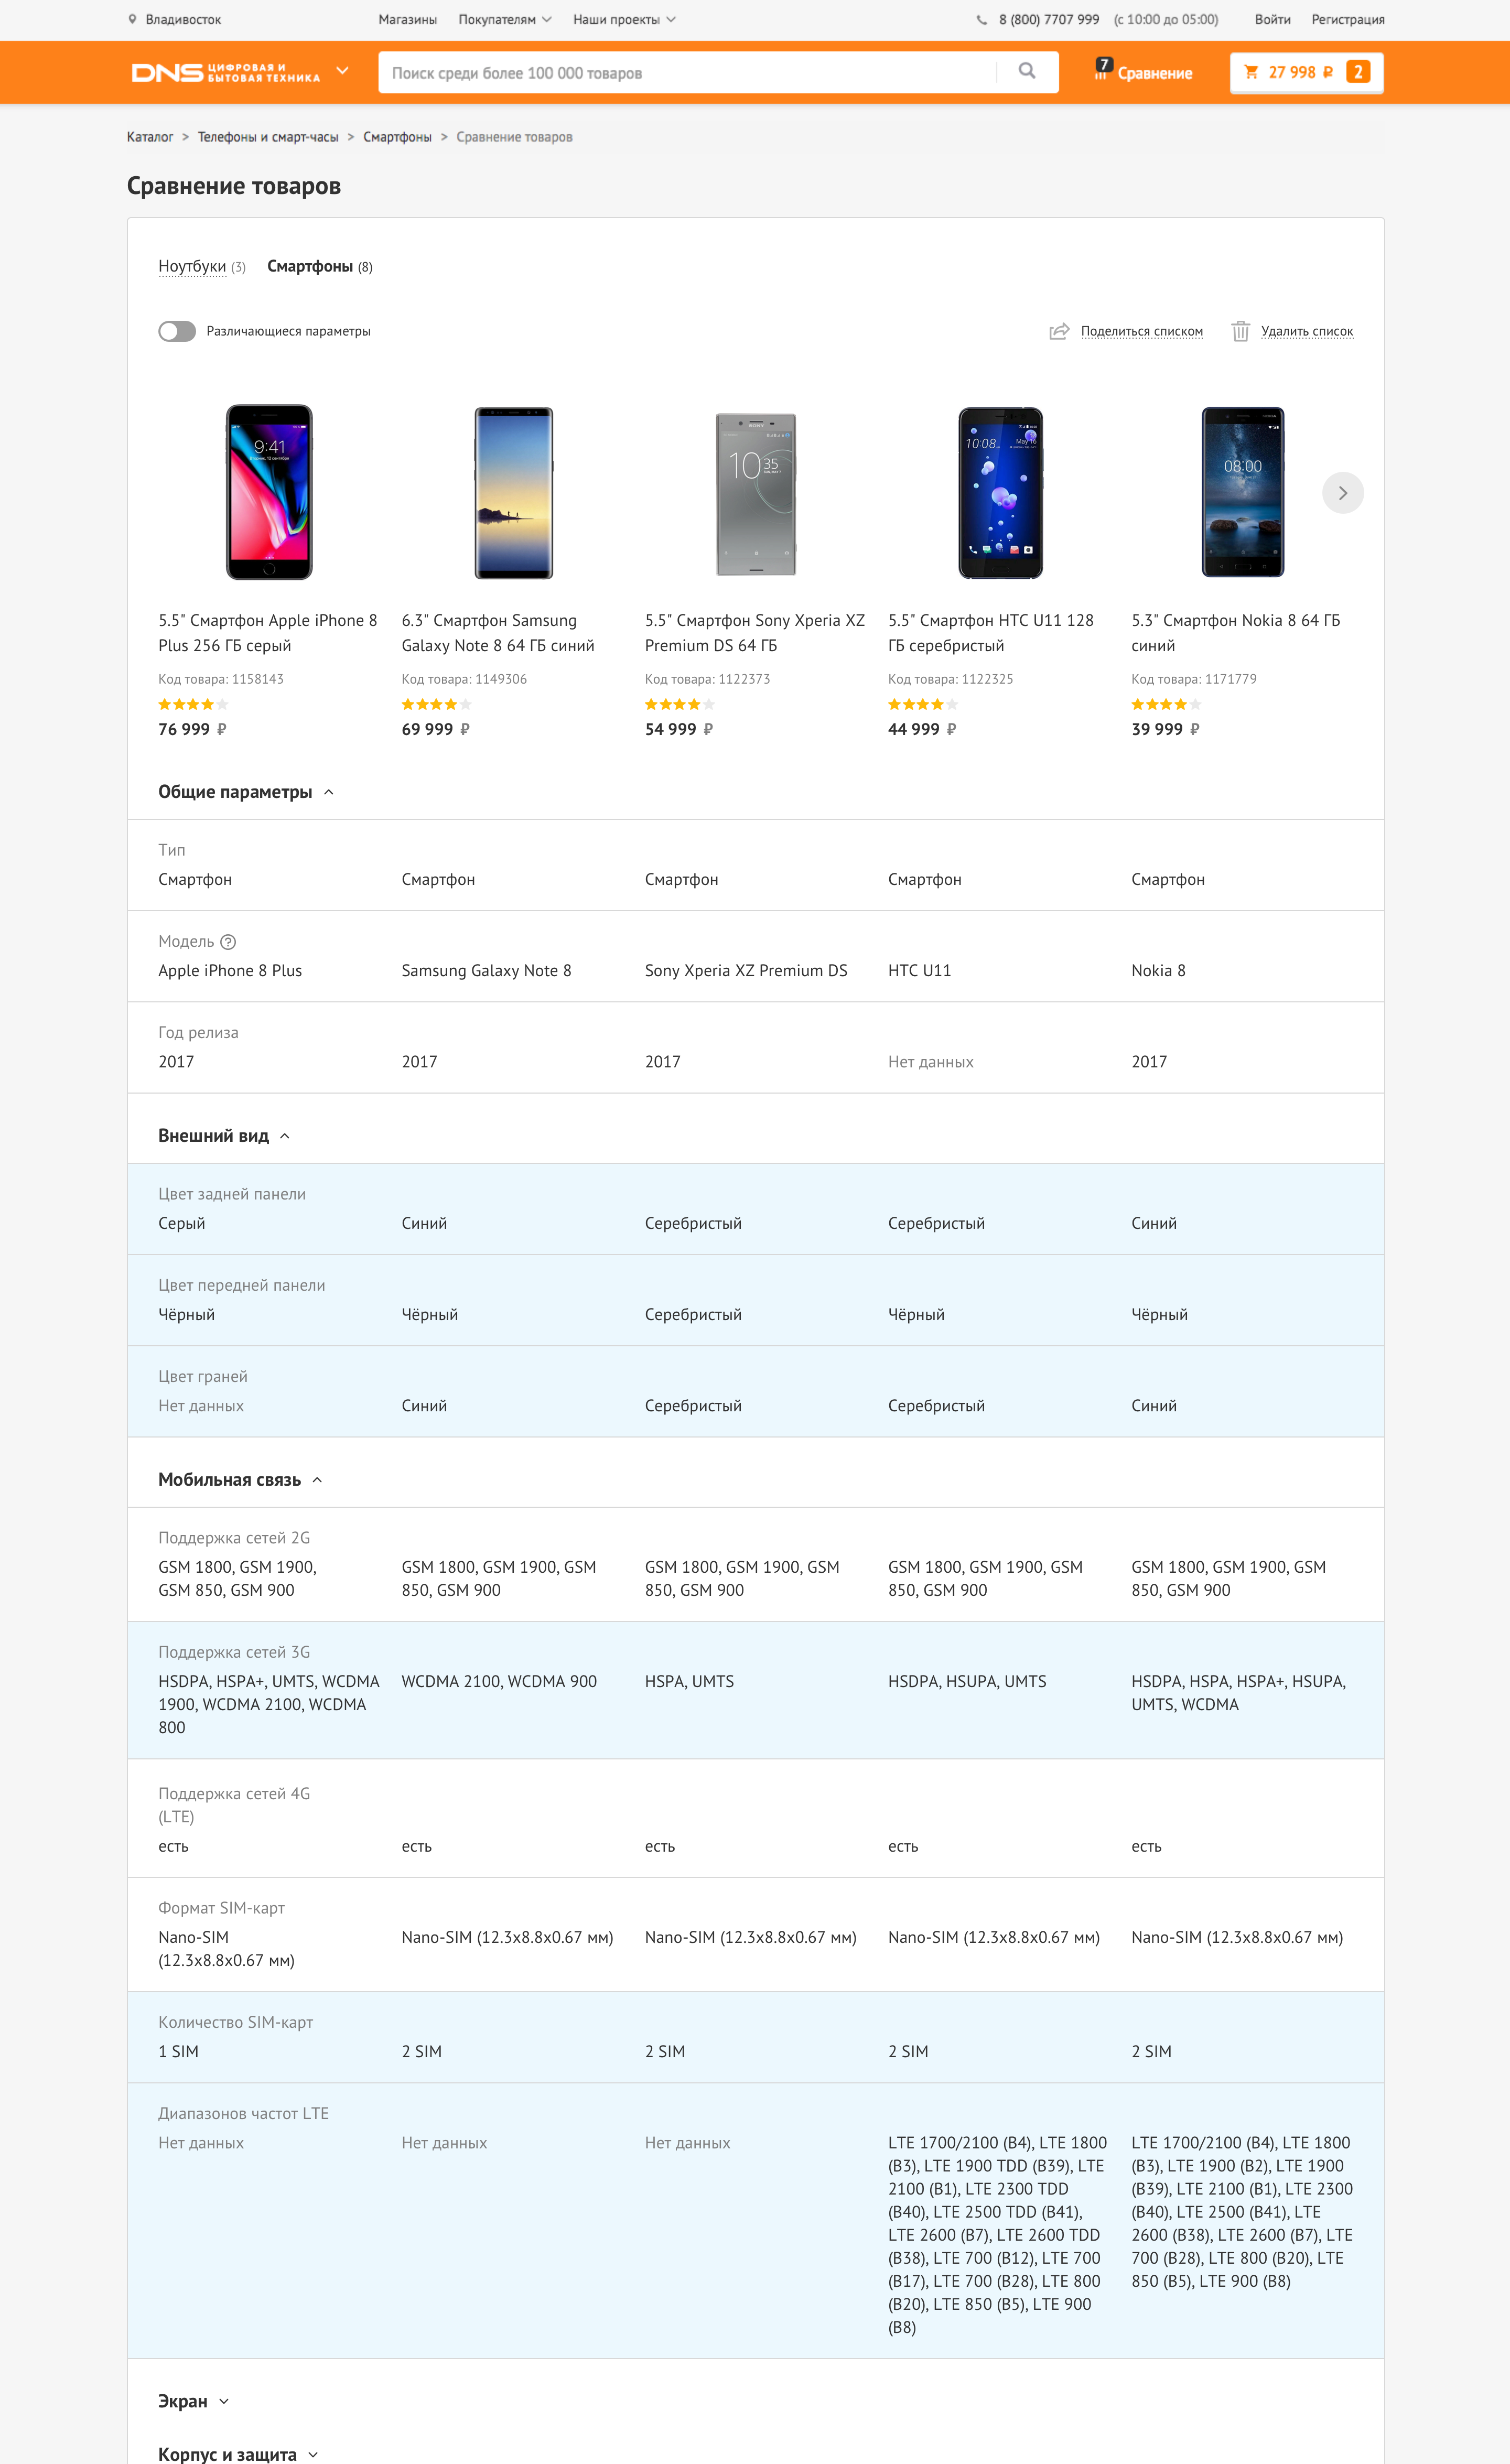 Владивосток
Магазины
Покупателям
Наши проекты
8 (800) 7707 999 (с 10:00 до 05:00)
Войти
Регистрация
DNS ЦИФРОВАЯ И
БЫТОВАЯ ТЕХНИКА
Поиск среди более 100 000 товаров
7
Сравнение
27 998 ₽ 2
Каталог > Телефоны и смарт-часы > Смартфоны > Сравнение товаров
Сравнение товаров
Ноутбуки (3) Смартфоны (8)
Различающиеся параметры
Поделиться списком
Удалить список
9:41
10 35
SONY
10:08
May 16
NOKIA
08:00
5.5" Смартфон Apple iPhone 8
Plus 256 ГБ серый
Код товара: 1158143
76 999 ₽
6.3" Смартфон Samsung
Galaxy Note 8 64 ГБ синий
Код товара: 1149306
69 999 ₽
5.5" Смартфон Sony Xperia XZ
Premium DS 64 ГБ
Код товара: 1122373
54 999 ₽
5.5" Смартфон HTC U11 128
ГБ серебристый
Код товара: 1122325
44 999 ₽
5.3" Смартфон Nokia 8 64 ГБ
синий
Код товара: 1171779
39 999 ₽
Общие параметры
Тип
Смартфон Смартфон Смартфон Смартфон Смартфон
Модель ?
Apple iPhone 8 Plus Samsung Galaxy Note 8 Sony Xperia XZ Premium DS HTC U11 Nokia 8
Год релиза
2017 2017 2017 Нет данных 2017
Внешний вид
Цвет задней панели
Серый Синий Серебристый Серебристый Синий
Цвет передней панели
Чёрный Чёрный Серебристый Чёрный Чёрный
Цвет граней
Нет данных Синий Серебристый Серебристый Синий
Мобильная связь
Поддержка сетей 2G
GSM 1800, GSM 1900,
GSM 850, GSM 900
GSM 1800, GSM 1900, GSM
850, GSM 900
GSM 1800, GSM 1900, GSM
850, GSM 900
GSM 1800, GSM 1900, GSM
850, GSM 900
GSM 1800, GSM 1900, GSM
850, GSM 900
Поддержка сетей 3G
HSDPA, HSPA+, UMTS, WCDMA
1900, WCDMA 2100, WCDMA
800
WCDMA 2100, WCDMA 900
HSPA, UMTS
HSDPA, HSUPA, UMTS
HSDPA, HSPA, HSPA+, HSUPA,
UMTS, WCDMA
Поддержка сетей 4G
(LTE)
есть есть есть есть есть
Формат SIM-карт
Nano-SIM
(12.3x8.8x0.67 мм)
Nano-SIM (12.3x8.8x0.67 мм)
Nano-SIM (12.3x8.8x0.67 мм)
Nano-SIM (12.3x8.8x0.67 мм)
Nano-SIM (12.3x8.8x0.67 мм)
Количество SIM-карт
1 SIM 2 SIM 2 SIM 2 SIM 2 SIM
Диапазонов частот LTE
Нет данных
Нет данных
Нет данных
LTE 1700/2100 (B4), LTE 1800
(B3), LTE 1900 TDD (B39), LTE
2100 (B1), LTE 2300 TDD
(B40), LTE 2500 TDD (B41),
LTE 2600 (B7), LTE 2600 TDD
(B38), LTE 700 (B12), LTE 700
(B17), LTE 700 (B28), LTE 800
(B20), LTE 850 (B5), LTE 900
(B8)
LTE 1700/2100 (B4), LTE 1800
(B3), LTE 1900 (B2), LTE 1900
(B39), LTE 2100 (B1), LTE 2300
(B40), LTE 2500 (B41), LTE
2600 (B38), LTE 2600 (B7), LTE
700 (B28), LTE 800 (B20), LTE
850 (B5), LTE 900 (B8)
Экран
Корпус и защита